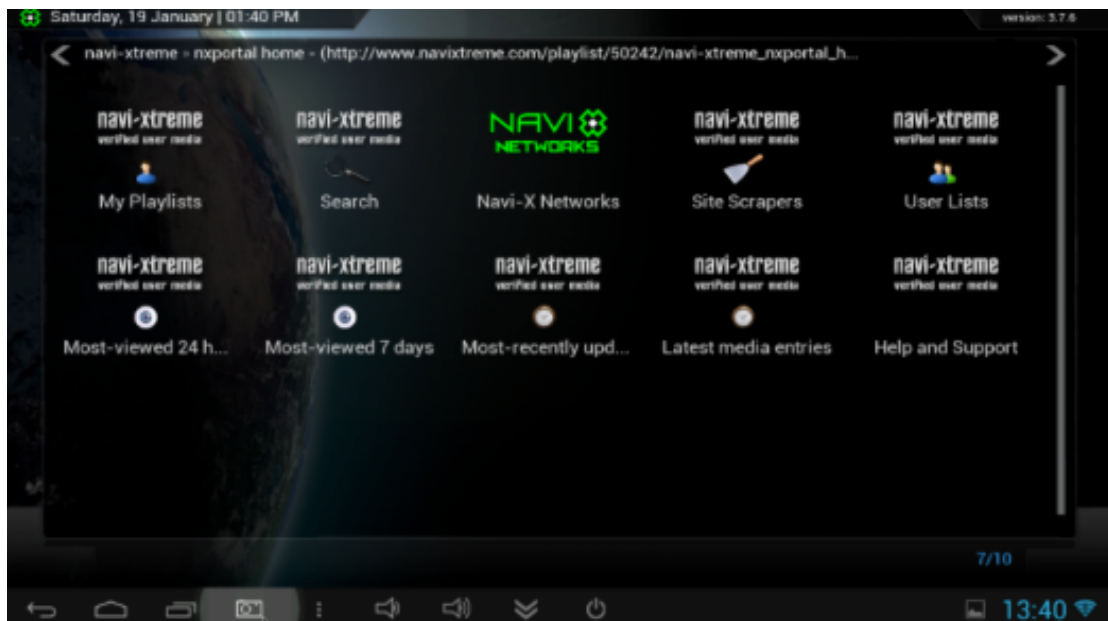 Saturday, 19 January | 01:40 PM
version: 3.7.6
navi-xtreme » nxportal home - (http://www.navixtreme.com/playlist/50242/navi-xtreme_nxportal_h...
navi-xtreme navi-xtreme NAVI navi-xtreme navi-xtreme
verified user media verified user media NETWORKS verified user media verified user media
My Playlists Search Navi-X Networks Site Scrapers User Lists
navi-xtreme navi-xtreme navi-xtreme navi-xtreme navi-xtreme
verified user media verified user media verified user media verified user media verified user media
Most-viewed 24 h... Most-viewed 7 days Most-recently upd... Latest media entries Help and Support
7/10
13:40